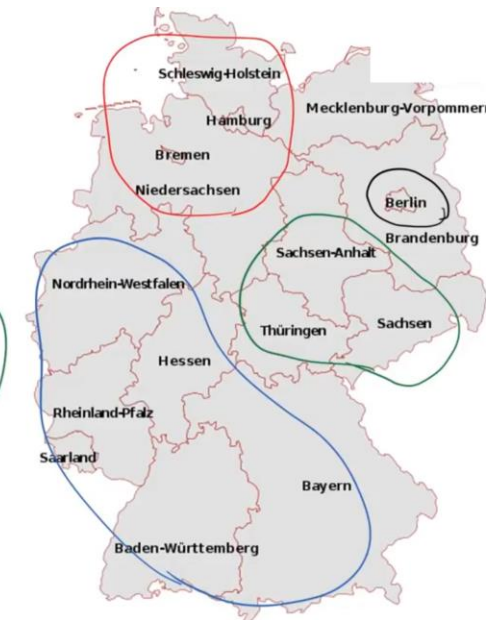 Schleswig-Holstein
Mecklenburg-Vorpommern
Hamburg
Bremen
Niedersachsen
Berlin
Brandenburg
Sachsen-Anhalt
Nordrhein-Westfalen
Sachsen
Thüringen
Hessen
Rheinland-Pfalz
Saarland
Bayern
Baden-Württemberg